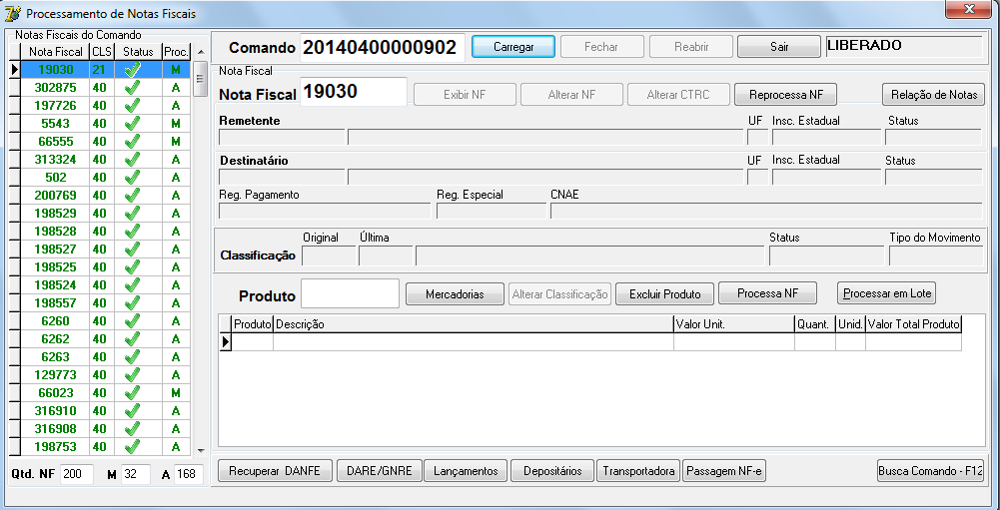 Processamento de Notas Fiscais
Notas Fiscais do Comando
Nota Fiscal CLS Status Proc.
19030 21 M
302875 40 A
197726 40 A
5543 40 M
66555 40 M
313324 40 A
502 40 A
200769 40 A
198529 40 A
198528 40 A
198527 40 A
198525 40 A
198524 40 A
198557 40 A
6260 40 A
6262 40 A
6263 40 A
129773 40 A
66023 40 M
316910 40 A
316908 40 A
198753 40 A
Qtd. NF 200 M 32 A 168
Comando 20140400000902 Carregar Fechar Reabrir Sair LIBERADO
Nota Fiscal
Nota Fiscal 19030 Exibir NF Alterar NF Alterar CTRC Reprocessa NF Relação de Notas
Remetente UF Insc. Estadual Status
Destinatário UF Insc. Estadual Status
Reg. Pagamento Reg. Especial CNAE
Original Última Status Tipo do Movimento
Classificação
Produto Mercadorias Alterar Classificação Excluir Produto Processa NF Processar em Lote
Produto Descrição Valor Unit. Quant. Unid. Valor Total Produto
Recuperar DANFE DARE/GNRE Lançamentos Depositários Transportadora Passagem NF-e Busca Comando - F12